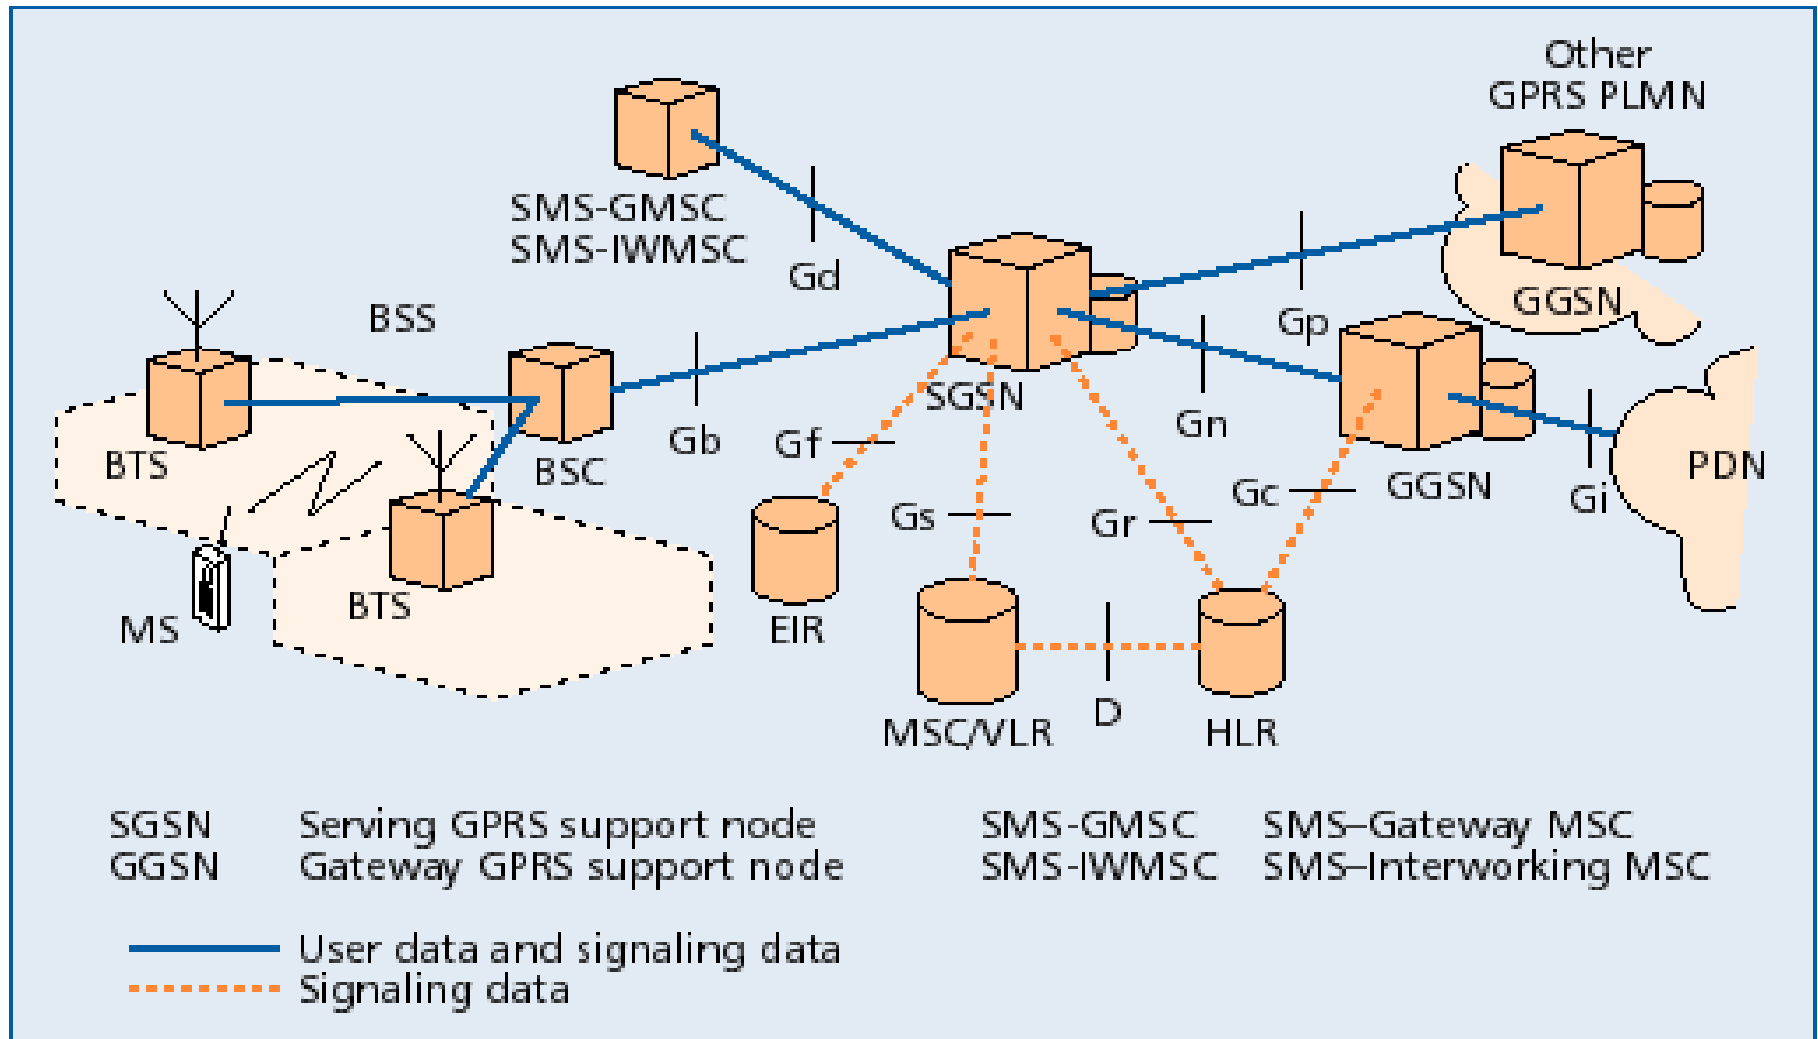 Other
GPRS PLMN
SMS-GMSC
SMS-IWMSC
Gd
GGSN
BSS
Gp
SGSN
Gn
Gb
Gf
BTS
BSC
GGSN
PDN
Gc
Gi
Gs
Gr
BTS
MS
EIR
D
MSC/VLR
HLR
SGSN Serving GPRS support node
GGSN Gateway GPRS support node
SMS-GMSC SMS–Gateway MSC
SMS-IWMSC SMS–Interworking MSC
User data and signaling data
Signaling data